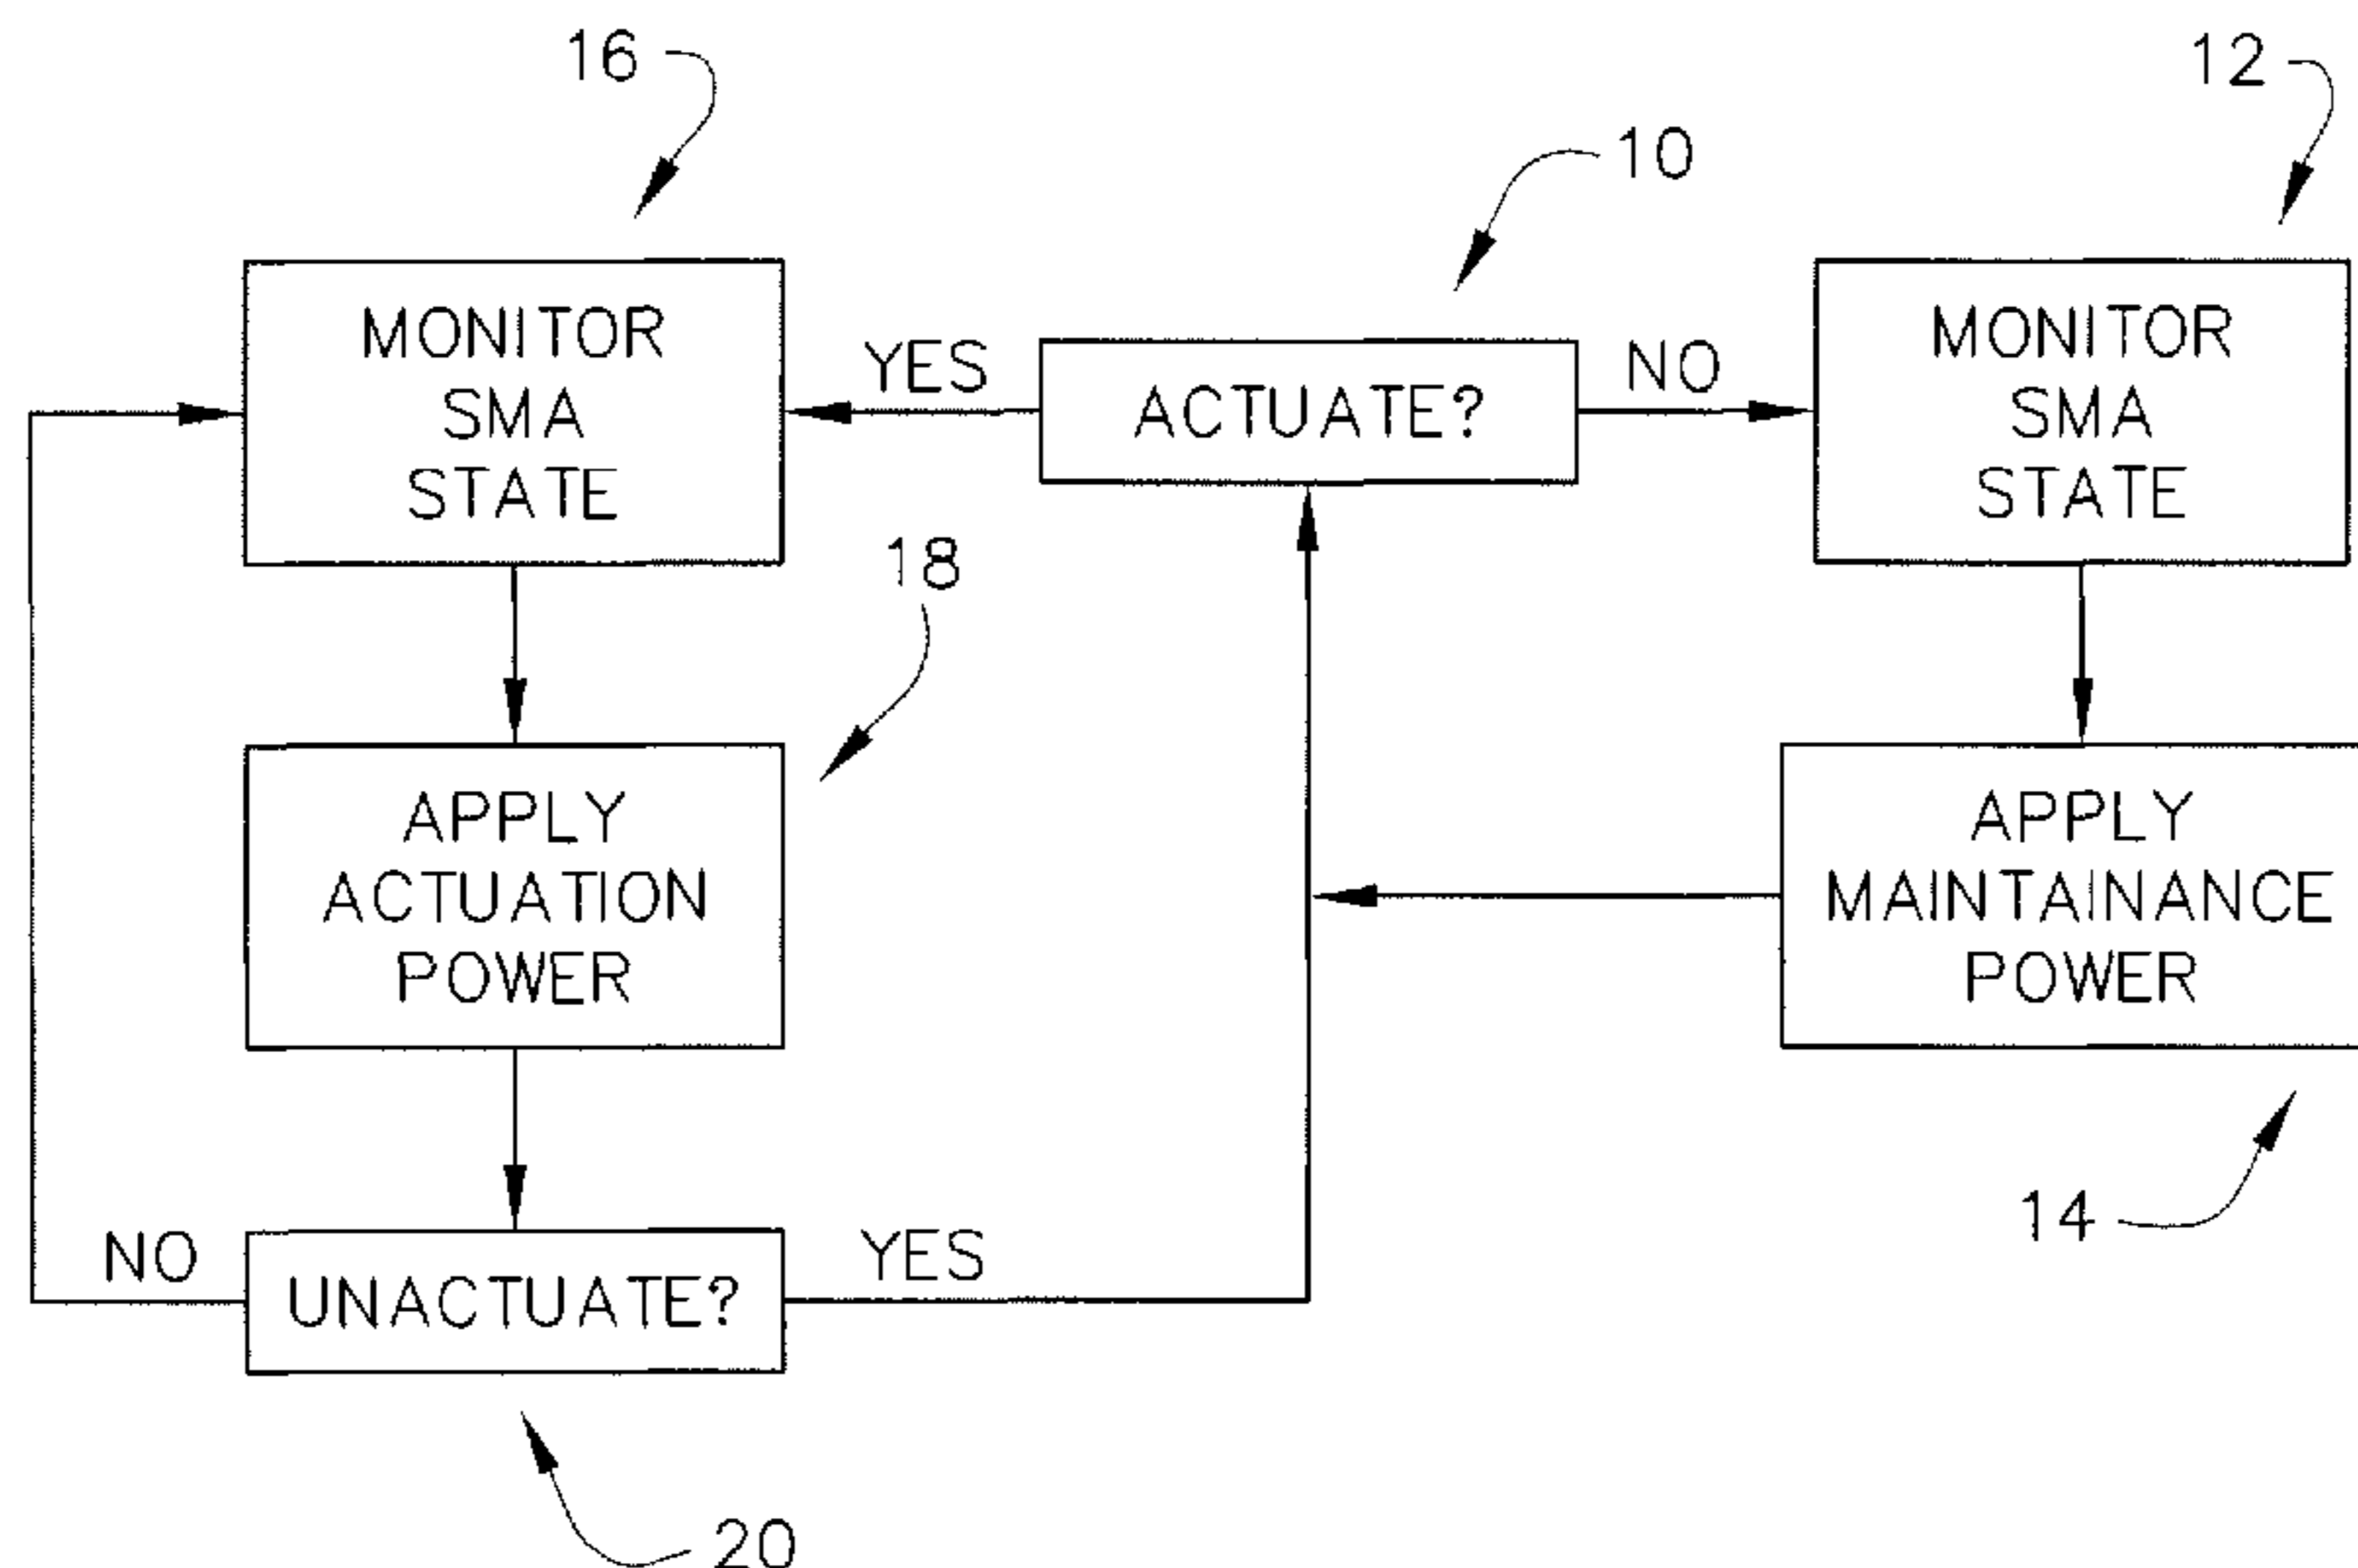 16
12
10
MONITOR
SMA
STATE
YES
ACTUATE?
NO
MONITOR
SMA
STATE
18
APPLY
ACTUATION
POWER
APPLY
MAINTAINANCE
POWER
14
NO
UNACTUATE?
YES
20